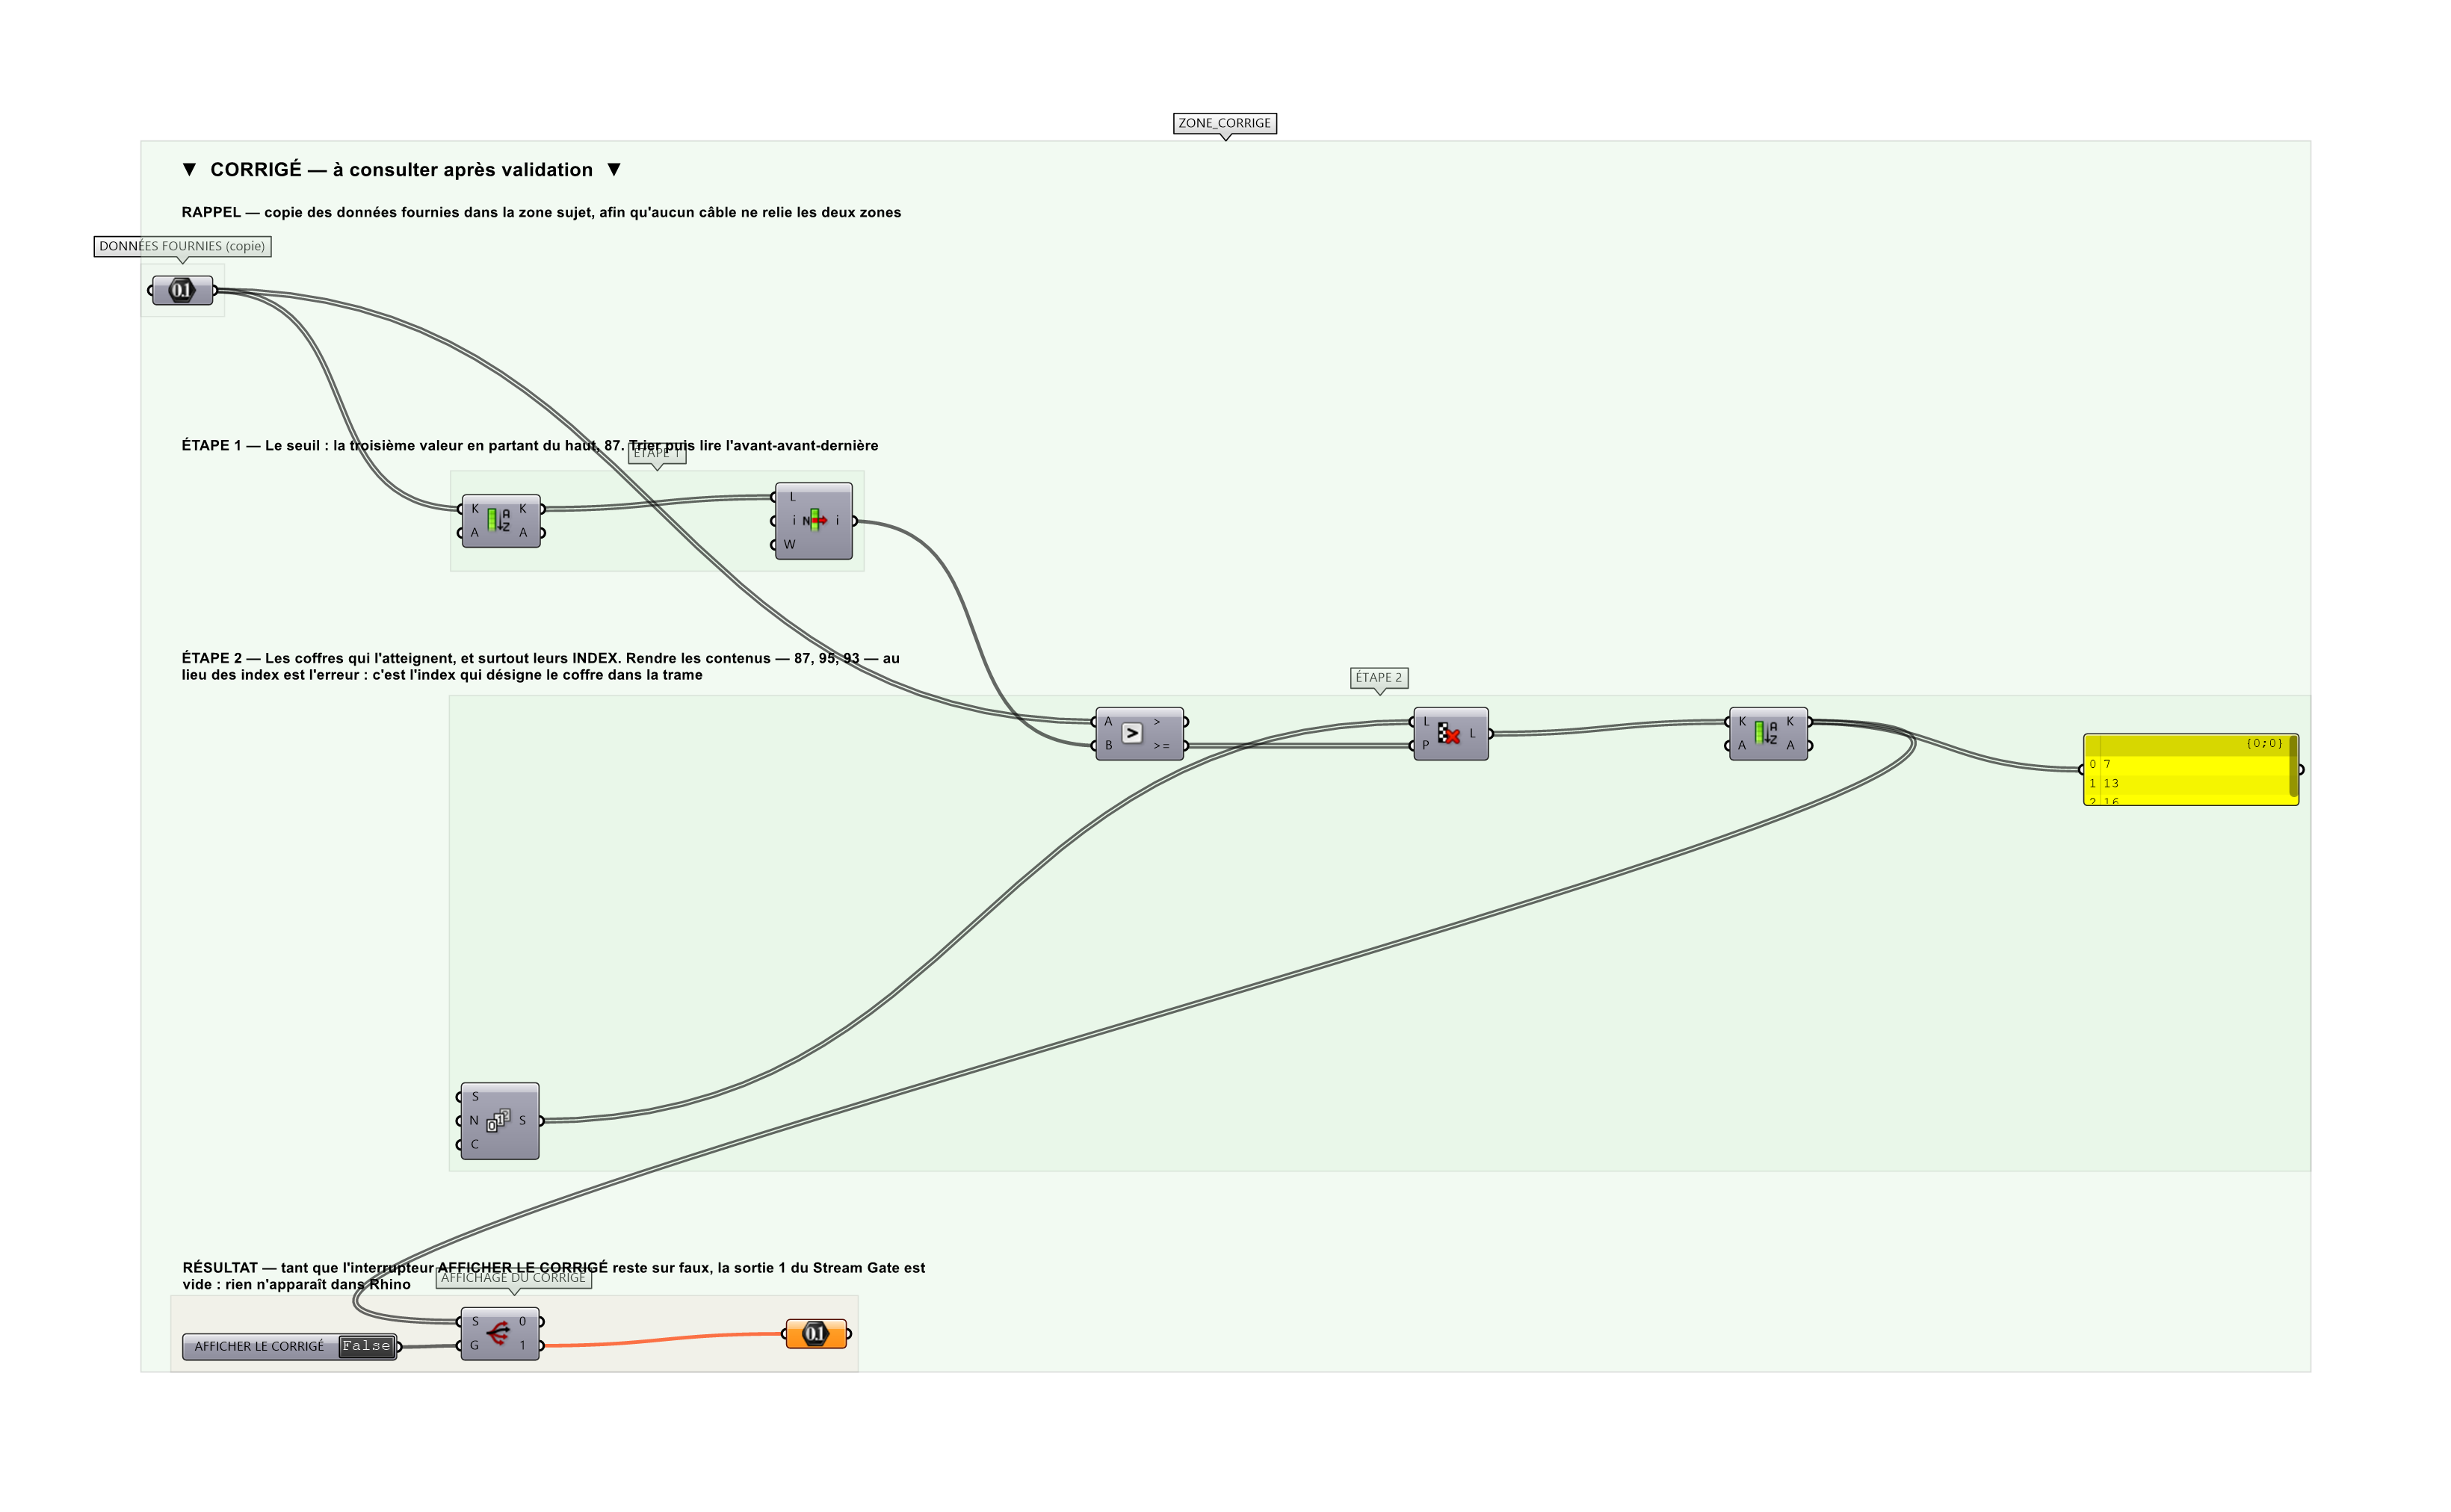 ZONE_CORRIGE
▼ CORRIGÉ — à consulter après validation ▼
RAPPEL — copie des données fournies dans la zone sujet, afin qu'aucun câble ne relie les deux zones
DONNÉES FOURNIES (copie)
0.1
ÉTAPE 1 — Le seuil : la troisième valeur en partant du haut, 87. Trier puis lire l'avant-avant-dernière
ÉTAPE 1
K K
A A
A
Z
L
i N i
W
ÉTAPE 2 — Les coffres qui l'atteignent, et surtout leurs INDEX. Rendre les contenus — 87, 95, 93 — au
lieu des index est l'erreur : c'est l'index qui désigne le coffre dans la trame
ÉTAPE 2
A >
B >=
>
L L
P
K K
A A
A
Z
{0;0}
0 7
1 13
2 16
S
N S
C
RÉSULTAT — tant que l'interrupteur AFFICHER LE CORRIGÉ reste sur faux, la sortie 1 du Stream Gate est
vide : rien n'apparaît dans Rhino
AFFICHAGE DU CORRIGÉ
AFFICHER LE CORRIGÉ False
S 0
G 1
0.1